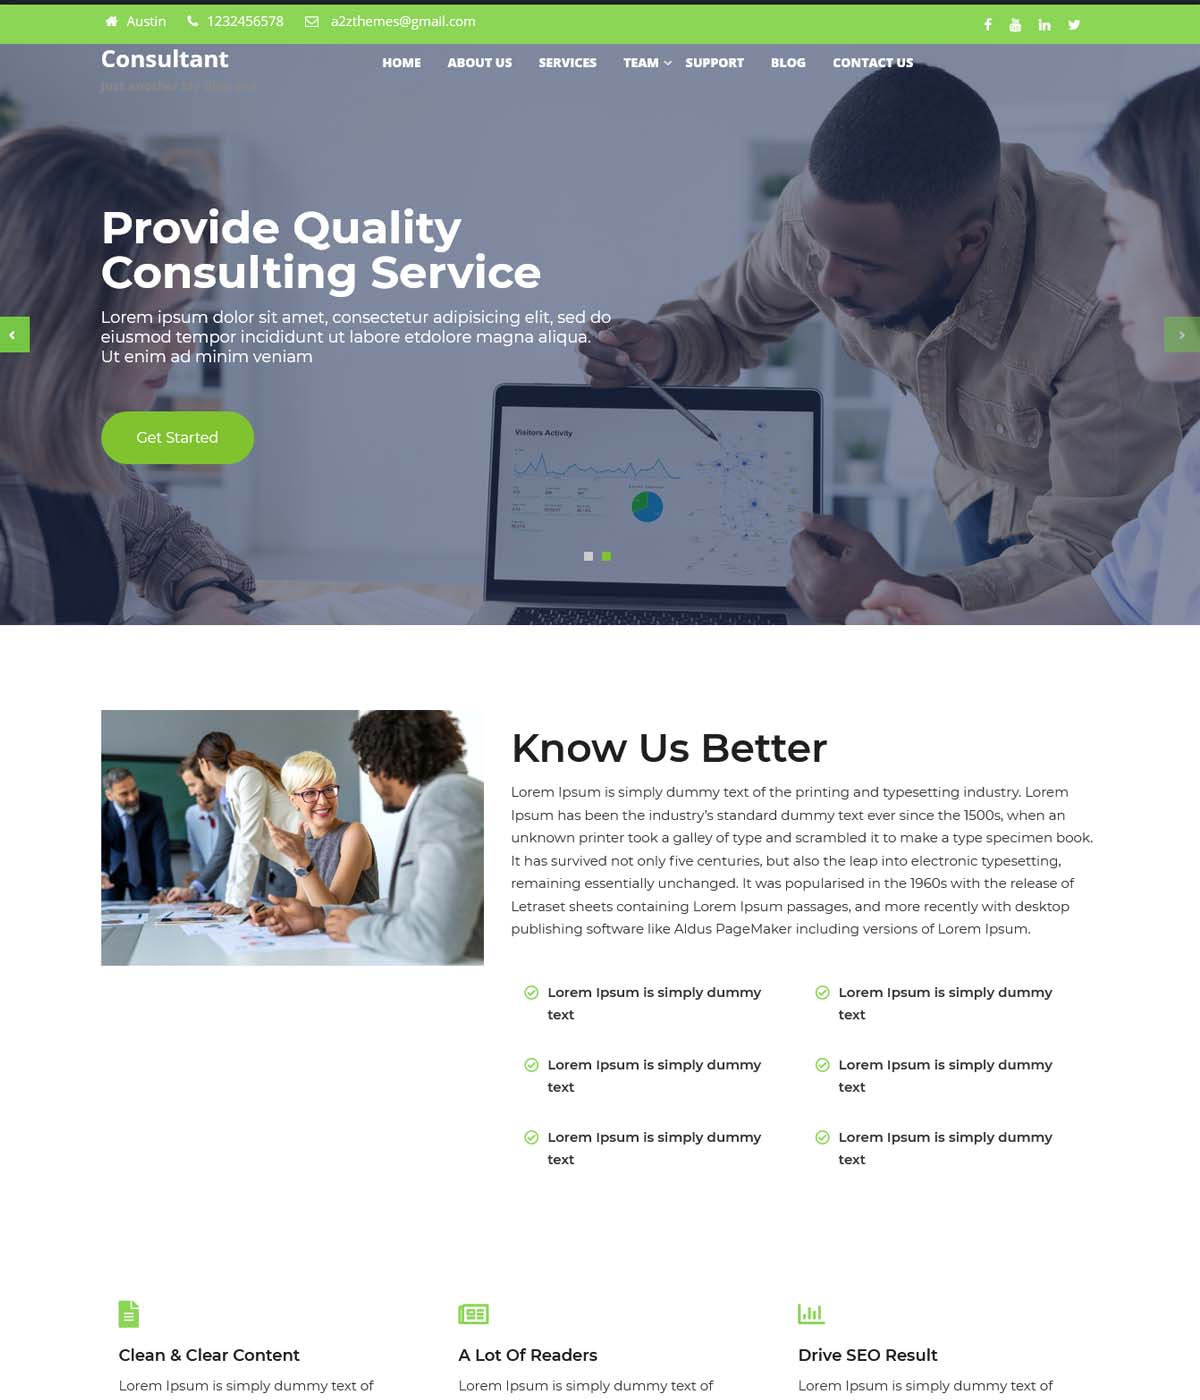 Austin 1232456578 a2zthemes@gmail.com
Consultant
HOME ABOUT US SERVICES TEAM SUPPORT BLOG CONTACT US
Just another
Provide Quality
Consulting Service
Lorem ipsum dolor sit amet, consectetur adipisicing elit, sed do
eiusmod tempor incididunt ut labore etdolore magna aliqua.
Ut enim ad minim veniam
Get Started
Visitors Activity
Know Us Better
Lorem Ipsum is simply dummy text of the printing and typesetting industry. Lorem
Ipsum has been the industry’s standard dummy text ever since the 1500s, when an
unknown printer took a galley of type and scrambled it to make a type specimen book.
It has survived not only five centuries, but also the leap into electronic typesetting,
remaining essentially unchanged. It was popularised in the 1960s with the release of
Letraset sheets containing Lorem Ipsum passages, and more recently with desktop
publishing software like Aldus PageMaker including versions of Lorem Ipsum.
Lorem Ipsum is simply dummy
text
Lorem Ipsum is simply dummy
text
Lorem Ipsum is simply dummy
text
Lorem Ipsum is simply dummy
text
Lorem Ipsum is simply dummy
text
Lorem Ipsum is simply dummy
text
Clean & Clear Content
Lorem Ipsum is simply dummy text of
A Lot Of Readers
Lorem Ipsum is simply dummy text of
Drive SEO Result
Lorem Ipsum is simply dummy text of